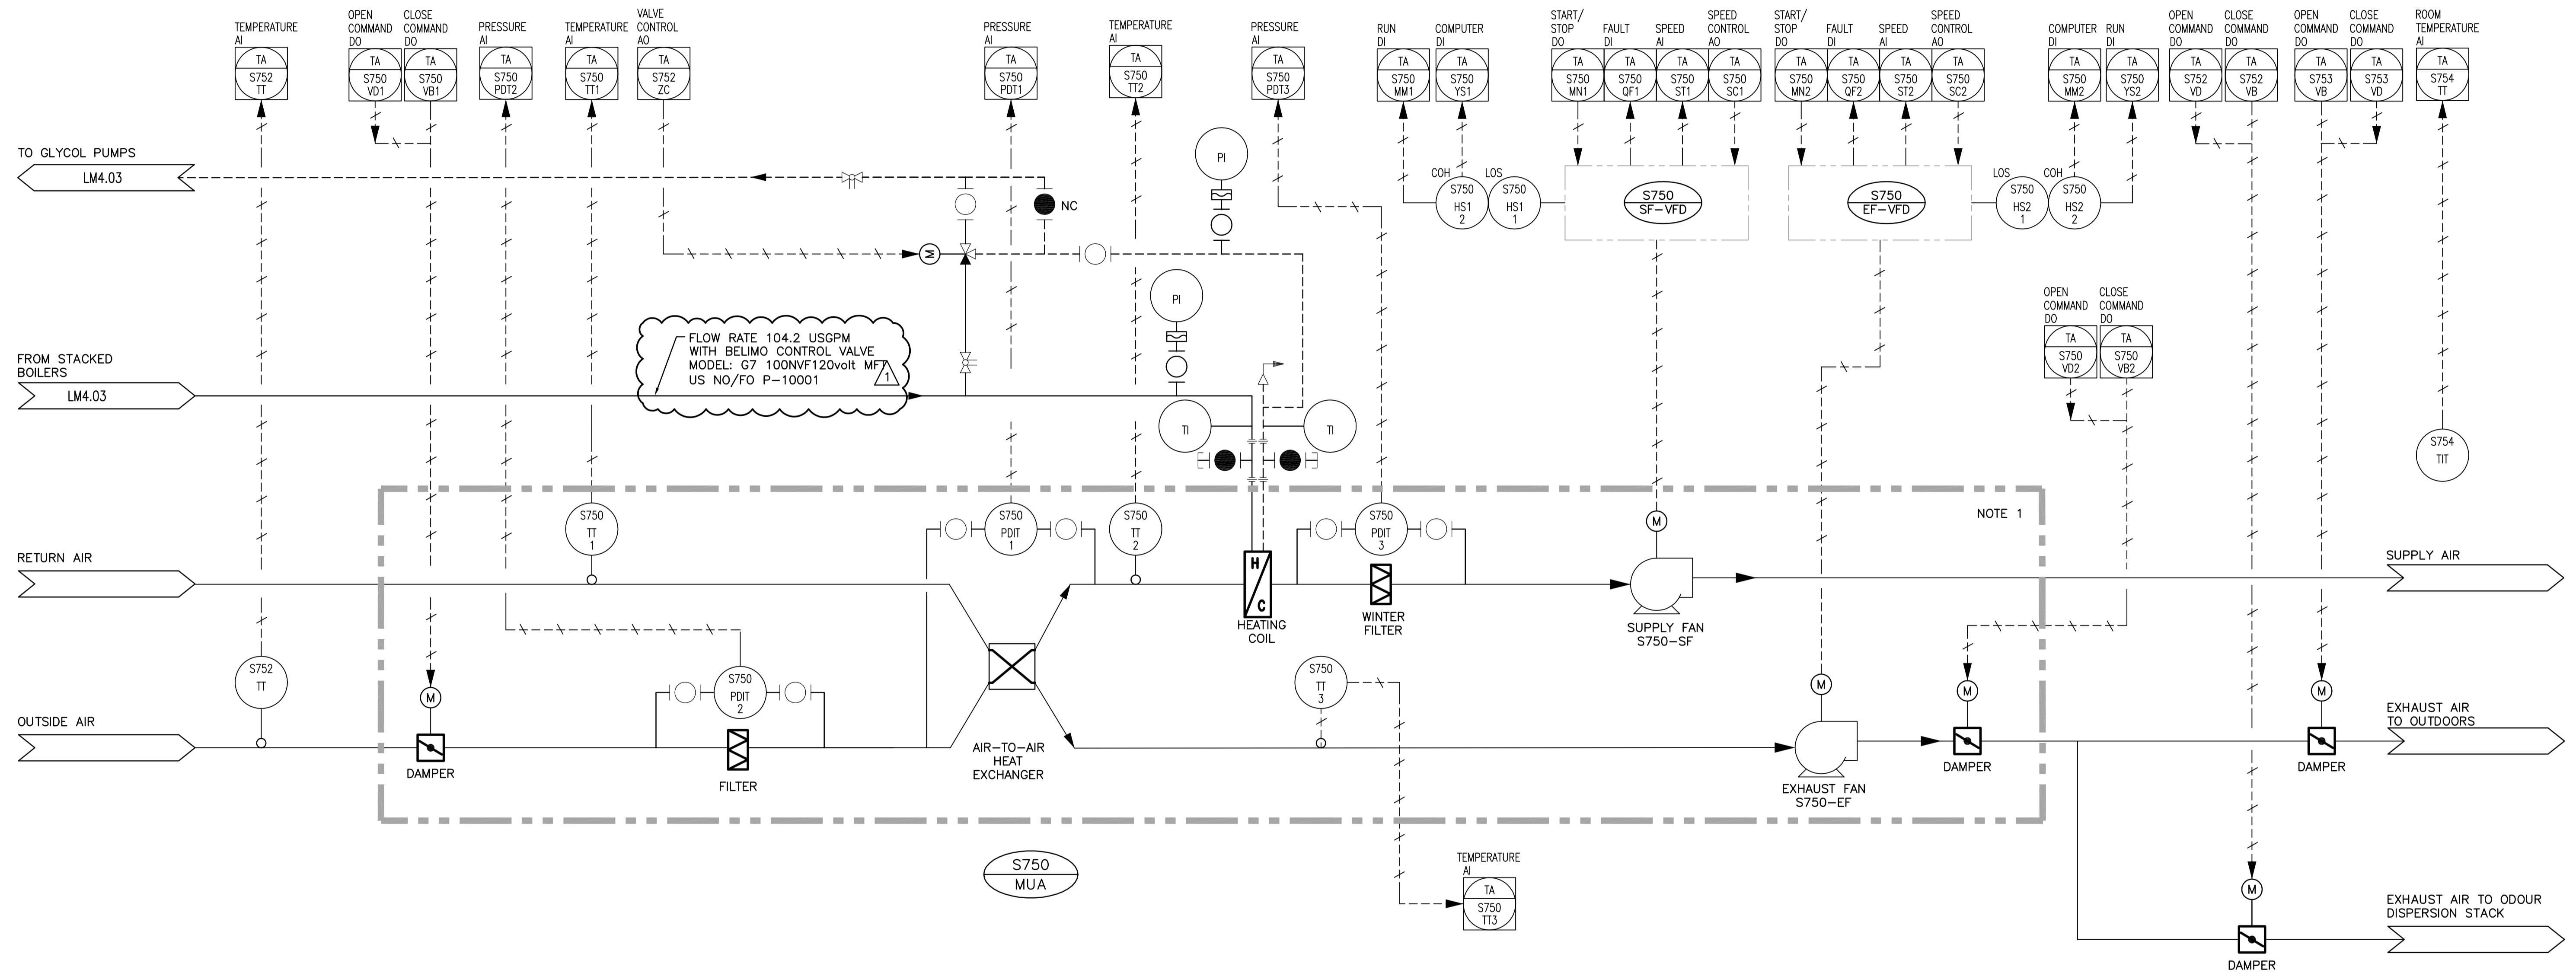 TEMPERATURE
AI
TA
S752
TT
OPEN
COMMAND
DO
TA
S750
VD1
CLOSE
COMMAND
DO
TA
S750
VB1
PRESSURE
AI
TA
S750
PDT2
TEMPERATURE
AI
TA
S750
TT1
VALVE
CONTROL
AO
TA
S752
ZC
PRESSURE
AI
TA
S750
PDT1
TEMPERATURE
AI
TA
S750
TT2
PRESSURE
AI
TA
S750
PDT3
RUN
DI
TA
S750
MM1
COMPUTER
DI
TA
S750
YS1
START/
STOP
DO
TA
S750
MN1
FAULT
DI
TA
S750
QF1
SPEED
AI
TA
S750
ST1
SPEED
CONTROL
AO
TA
S750
SC1
START/
STOP
DO
TA
S750
MN2
FAULT
DI
TA
S750
QF2
SPEED
AI
TA
S750
ST2
SPEED
CONTROL
AO
TA
S750
SC2
COMPUTER
DI
TA
S750
MM2
RUN
DI
TA
S750
YS2
OPEN
COMMAND
DO
TA
S752
VD
CLOSE
COMMAND
DO
TA
S752
VB
OPEN
COMMAND
DO
TA
S753
VB
CLOSE
COMMAND
DO
TA
S753
VD
ROOM
TEMPERATURE
AI
TA
S754
TT
TO GLYCOL PUMPS
LM4.03
PI
NC
M
COH
S750
HS1
2
LOS
S750
HS1
1
S750
SF-VFD
S750
EF-VFD
LOS
S750
HS2
1
COH
S750
HS2
2
PI
FLOW RATE 104.2 USGPM
WITH BELIMO CONTROL VALVE
MODEL: G7 100NVF120volt MFT
US NO/FO P-10001
1
OPEN
COMMAND
DO
TA
S750
VD2
CLOSE
COMMAND
DO
TA
S750
VB2
FROM STACKED
BOILERS
LM4.03
TI
TI
S754
TIT
S750
TT
1
S750
PDIT
1
S750
TT
2
S750
PDIT
3
M
NOTE 1
RETURN AIR
H
C
HEATING
COIL
WINTER
FILTER
SUPPLY FAN
S750-SF
SUPPLY AIR
S752
TT
M
S750
PDIT
2
S750
TT
3
M
M
M
OUTSIDE AIR
DAMPER
FILTER
AIR-TO-AIR
HEAT
EXCHANGER
EXHAUST FAN
S750-EF
DAMPER
DAMPER
EXHAUST AIR
TO OUTDOORS
S750
MUA
TEMPERATURE
AI
TA
S750
TT3
M
DAMPER
EXHAUST AIR TO ODOUR
DISPERSION STACK